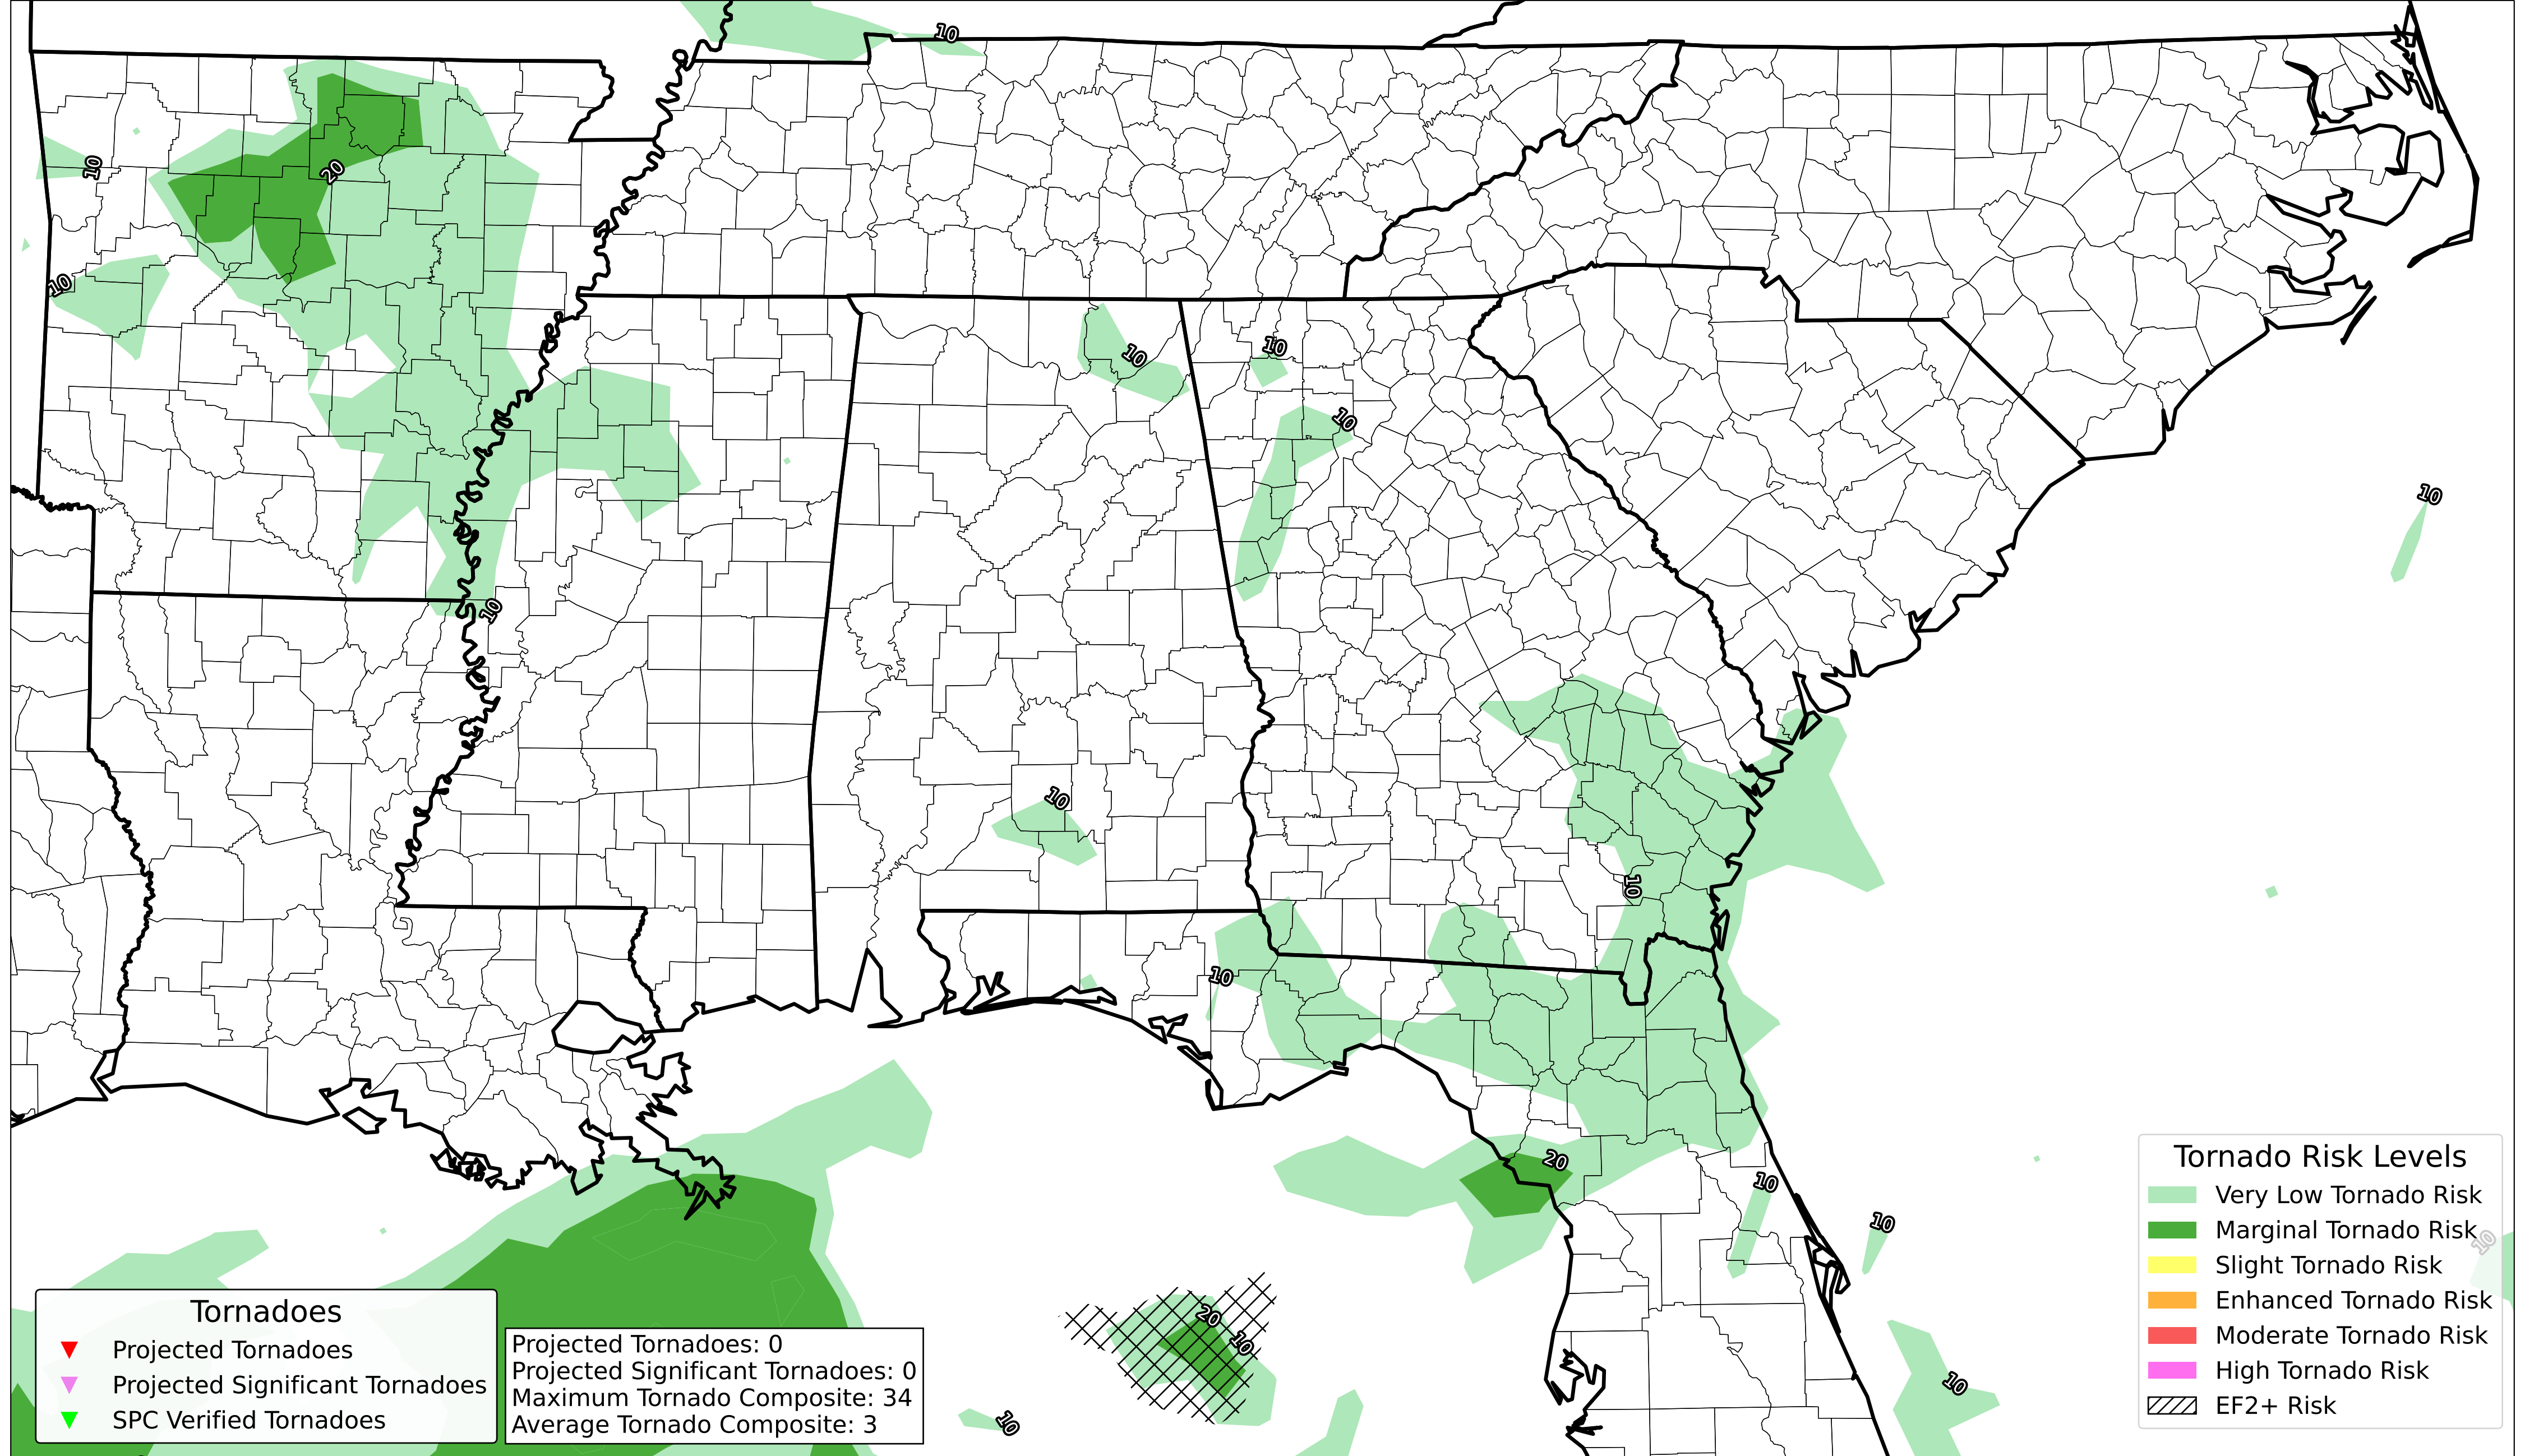 10
10
20
10
10
10
10
10
10
10
10
10
20
10
10
10
20
10
10
10
Tornado Risk Levels
Very Low Tornado Risk
Marginal Tornado Risk
Slight Tornado Risk
Enhanced Tornado Risk
Moderate Tornado Risk
High Tornado Risk
EF2+ Risk
Tornadoes
Projected Tornadoes
Projected Significant Tornadoes
SPC Verified Tornadoes
Projected Tornadoes: 0
Projected Significant Tornadoes: 0
Maximum Tornado Composite: 34
Average Tornado Composite: 3